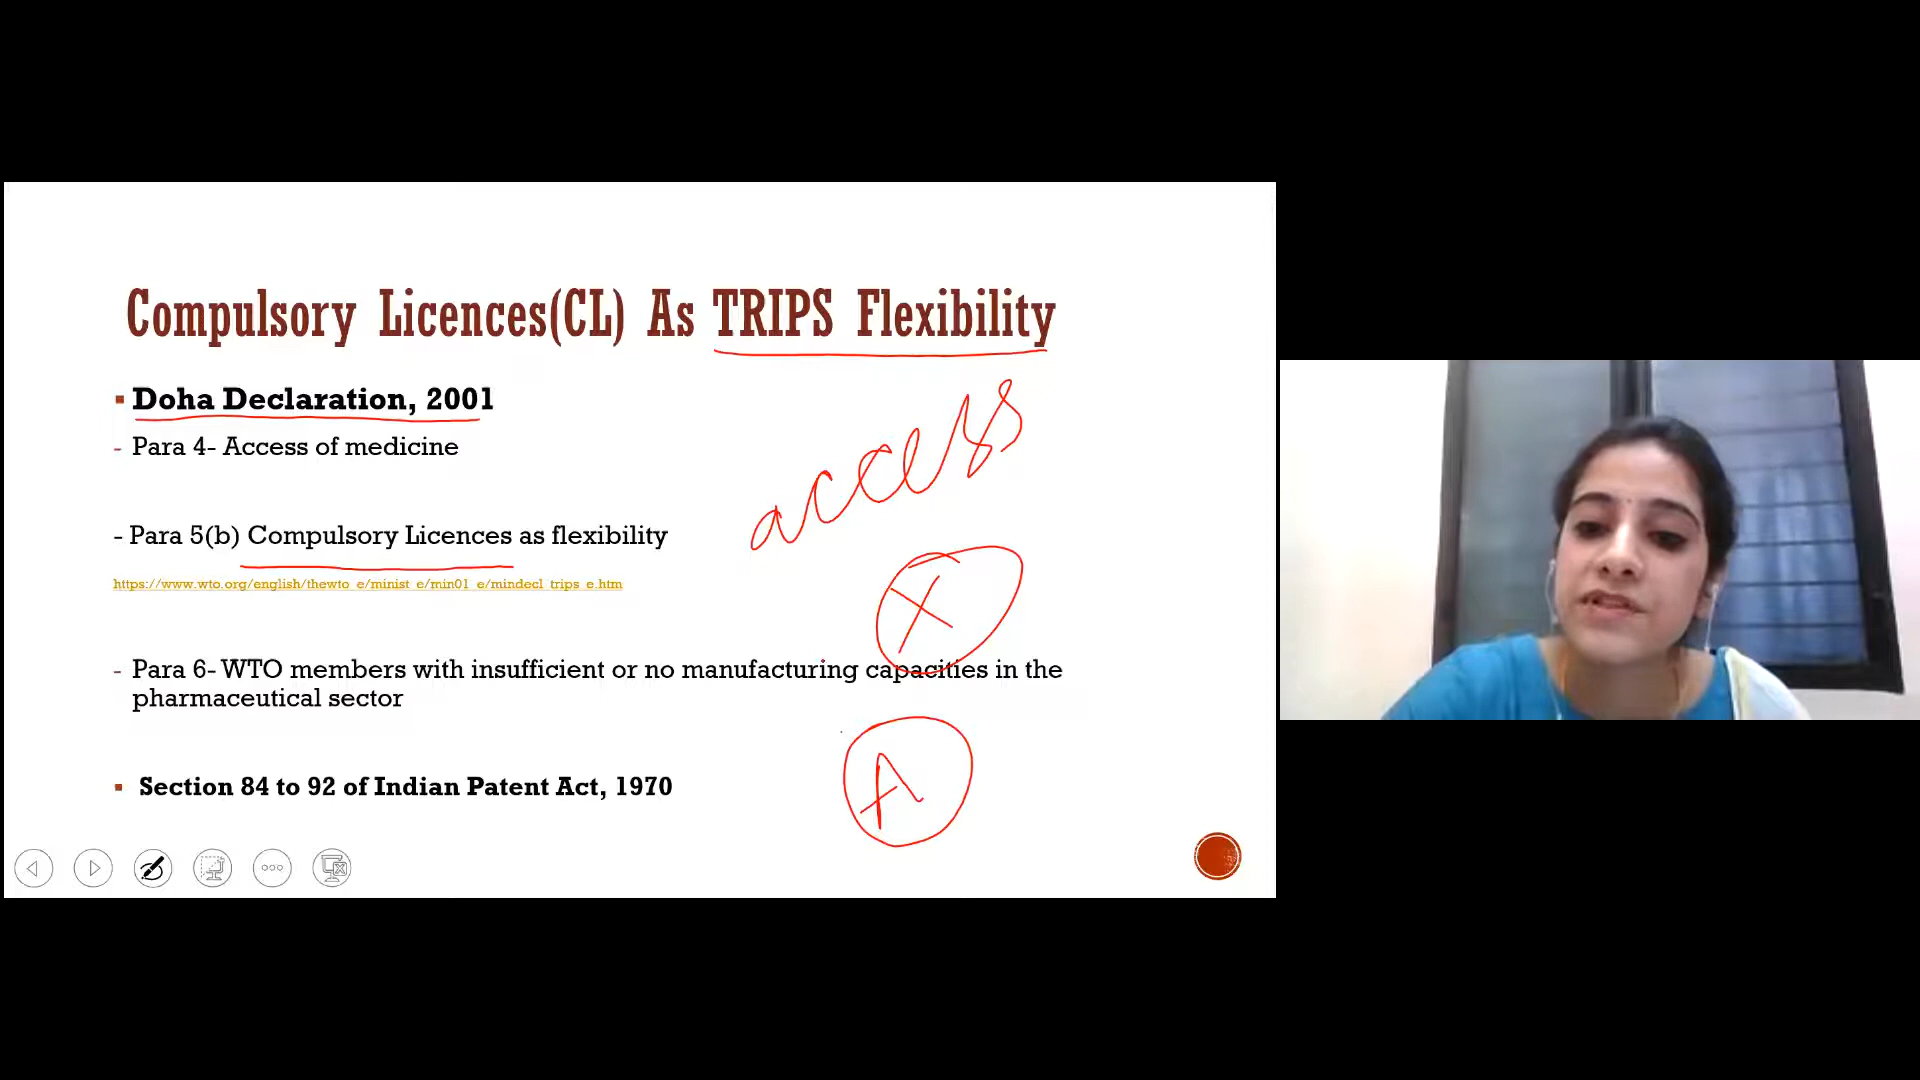 Compulsory Licences(CL) As TRIPS Flexibility
Doha Declaration, 2001
- Para 4- Access of medicine
access
- Para 5(b) Compulsory Licences as flexibility
https://www.wto.org/english/thewto_e/minist_e/min01_e/mindecl_trips_e.htm
X
- Para 6- WTO members with insufficient or no manufacturing capacities in the
pharmaceutical sector
A
Section 84 to 92 of Indian Patent Act, 1970